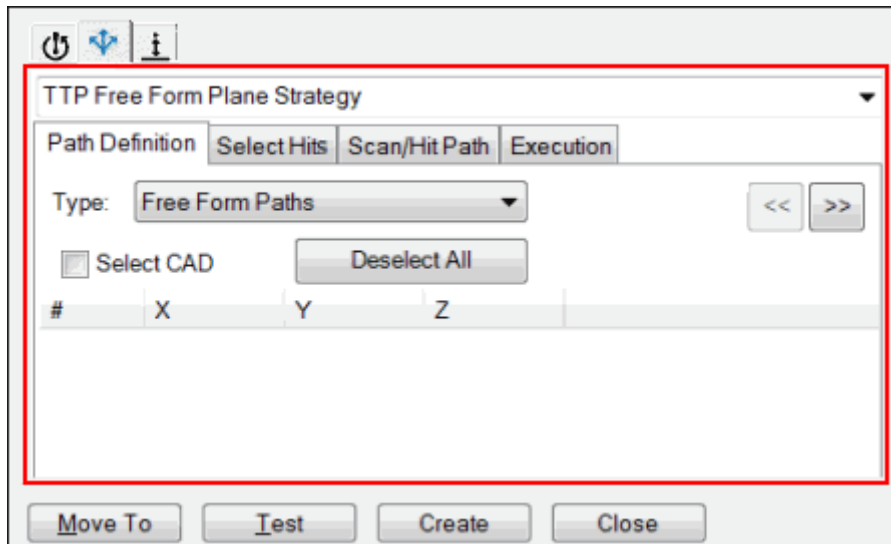 TTP Free Form Plane Strategy
Path Definition Select Hits Scan/Hit Path Execution
Type: Free Form Paths << >>
Select CAD Deselect All
# X Y Z
Move To Test Create Close